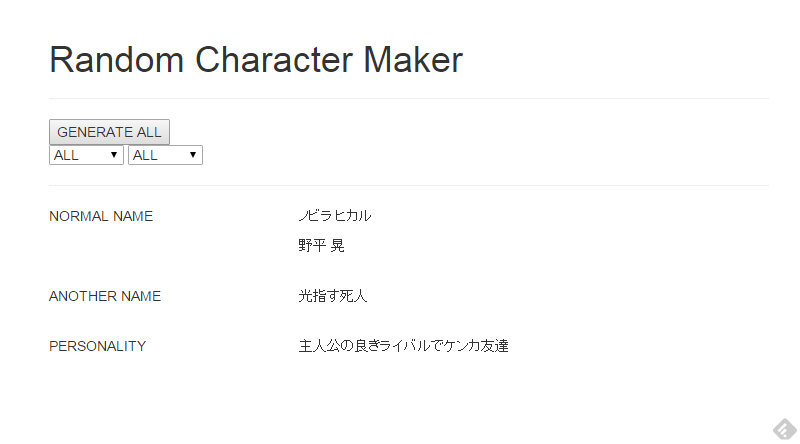 Random Character Maker
GENERATE ALL
ALL ALL
NORMAL NAME ノビラヒカル
野平 晃
ANOTHER NAME 光指す死人
PERSONALITY 主人公の良きライバルでケンカ友達